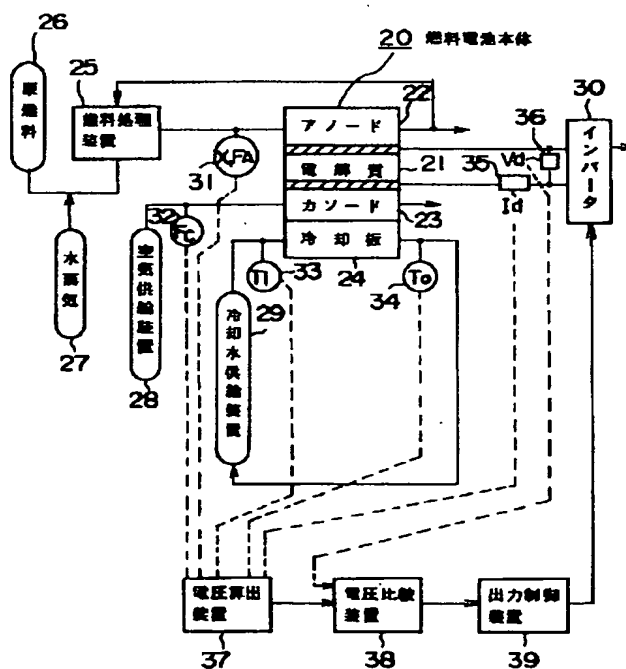 26
原燃料
25
燃料処理
装置
20 燃料電池本体
22
アノード
30
インバータ
36
Vd
電解質
21
35
Id
31
X,FA
カソード
23
32
Fc
冷却板
24
水蒸気
27
空気供給装置
28
TI
33
To
34
29
冷却水供給装置
電圧算出
装置
37
電圧比較
装置
38
出力制御
装置
39